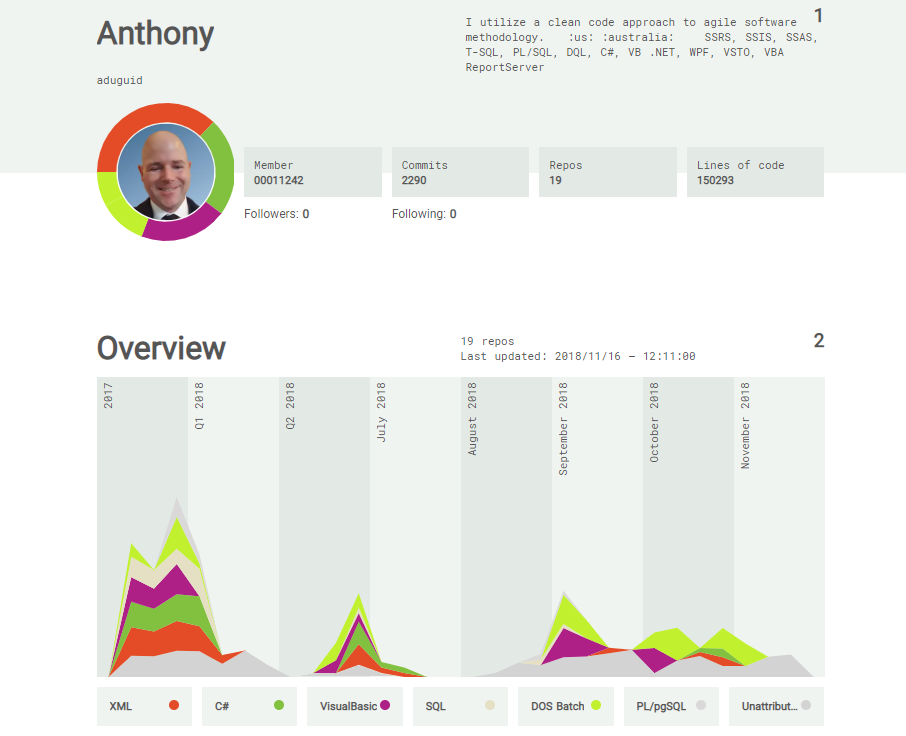 Anthony
I utilize a clean code approach to agile software
methodology. :us: :australia: SSRS, SSIS, SSAS,
T-SQL, PL/SQL, DQL, C#, VB .NET, WPF, VSTO, VBA
ReportServer
1
aduguid
Member
00011242
Commits
2290
Repos
19
Lines of code
150293
Followers: 0
Following: 0
Overview
19 repos
Last updated: 2018/11/16 – 12:11:00
2
2017
Q1 2018
Q2 2018
July 2018
August 2018
September 2018
October 2018
November 2018
XML
C#
VisualBasic
SQL
DOS Batch
PL/pgSQL
Unattribut...